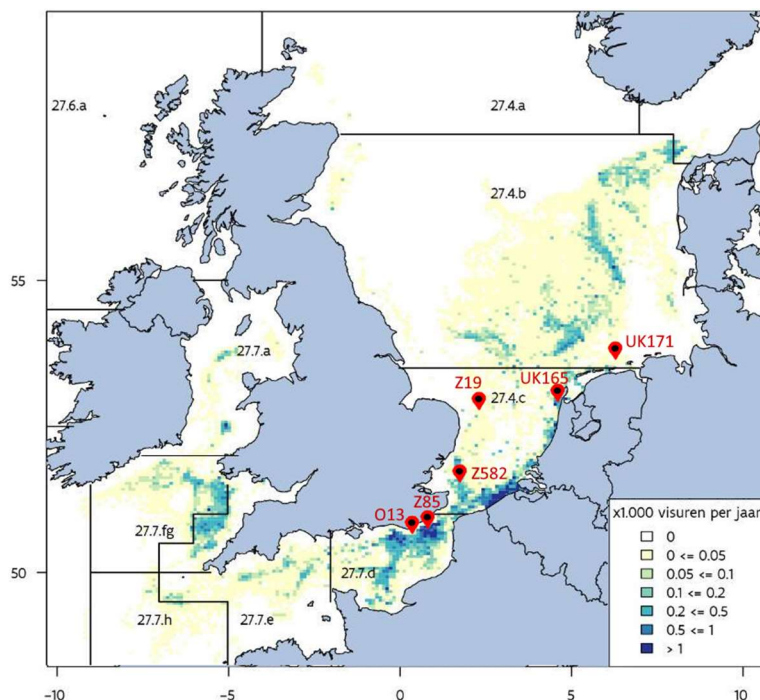 27.6.a
27.4.a
27.4.b
55
UK171
27.7.a
Z19
UK165
27.4.c
Z582
Z85
O13
x1.000 visuren per jaar
0
0 <= 0.05
0.05 <= 0.1
0.1 <= 0.2
0.2 <= 0.5
0.5 <= 1
> 1
27.7.fg
50
27.7.d
27.7.h
27.7.e
-10
-5
0
5
10